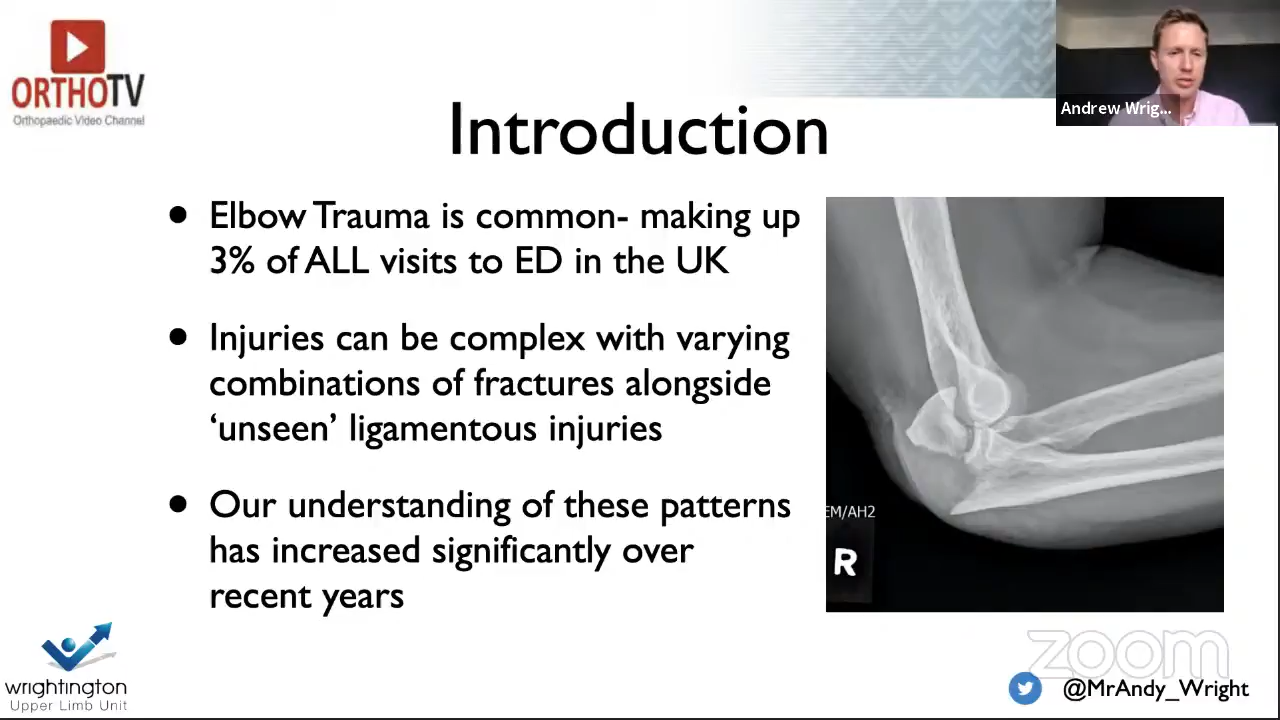 ORTHOTV
Orthopaedic Video Channel
Andrew Wrig...
Introduction
• Elbow Trauma is common- making up
3% of ALL visits to ED in the UK
• Injuries can be complex with varying
combinations of fractures alongside
‘unseen’ ligamentous injuries
• Our understanding of these patterns
has increased significantly over
recent years
EM/AH2
R
wrightington
Upper Limb Unit
zoom
@MrAndy_Wright